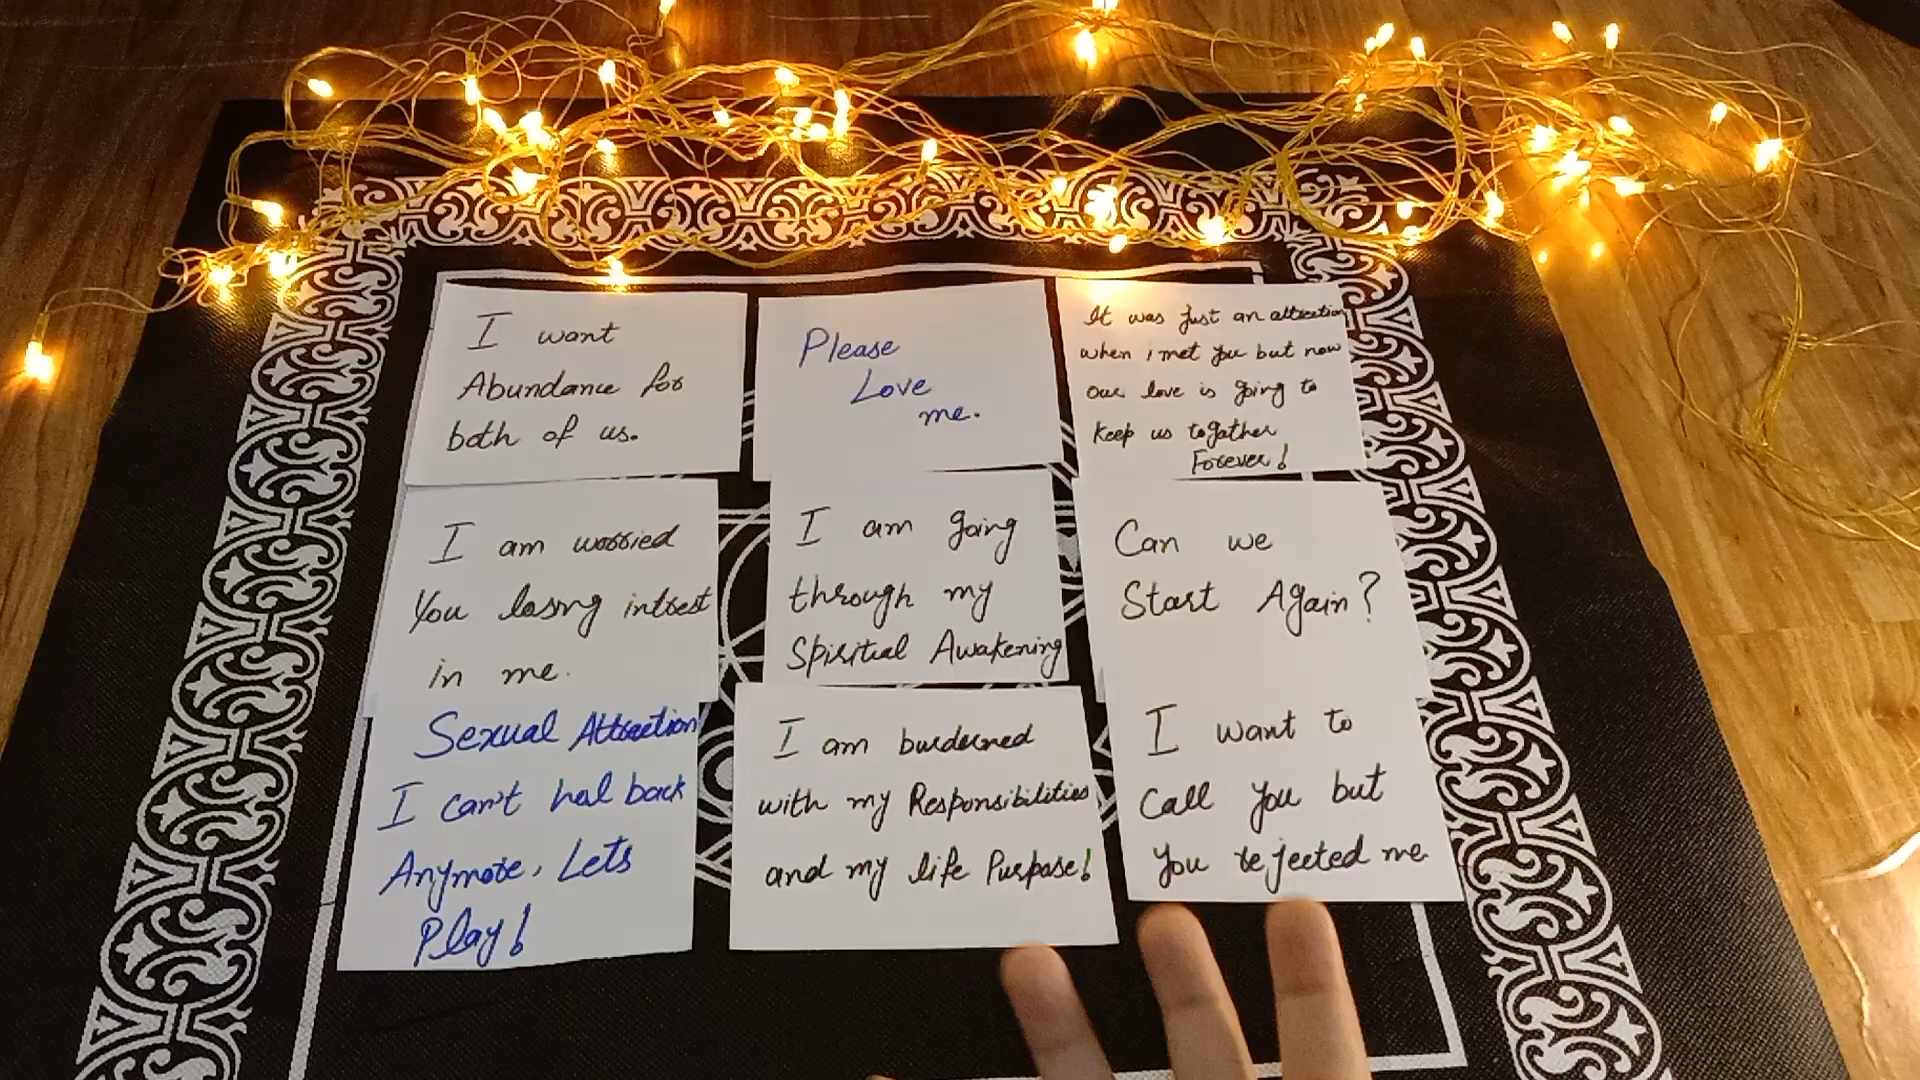 I want
Abundance for
both of us.
Please
Love
me.
It was just an attraction
when i met you but now
our love is going to
keep us together
Forever!
I am worried
You losing intrest
in me.
I am going
through my
Spiritial Awakening
Can we
Start Again?
Sexual Attraction!
I can't hal back
Anymore, Lets
Play!
I am burderned
with my Responsibilities
and my life Purpose!
I want to
Call you but
you rejected me